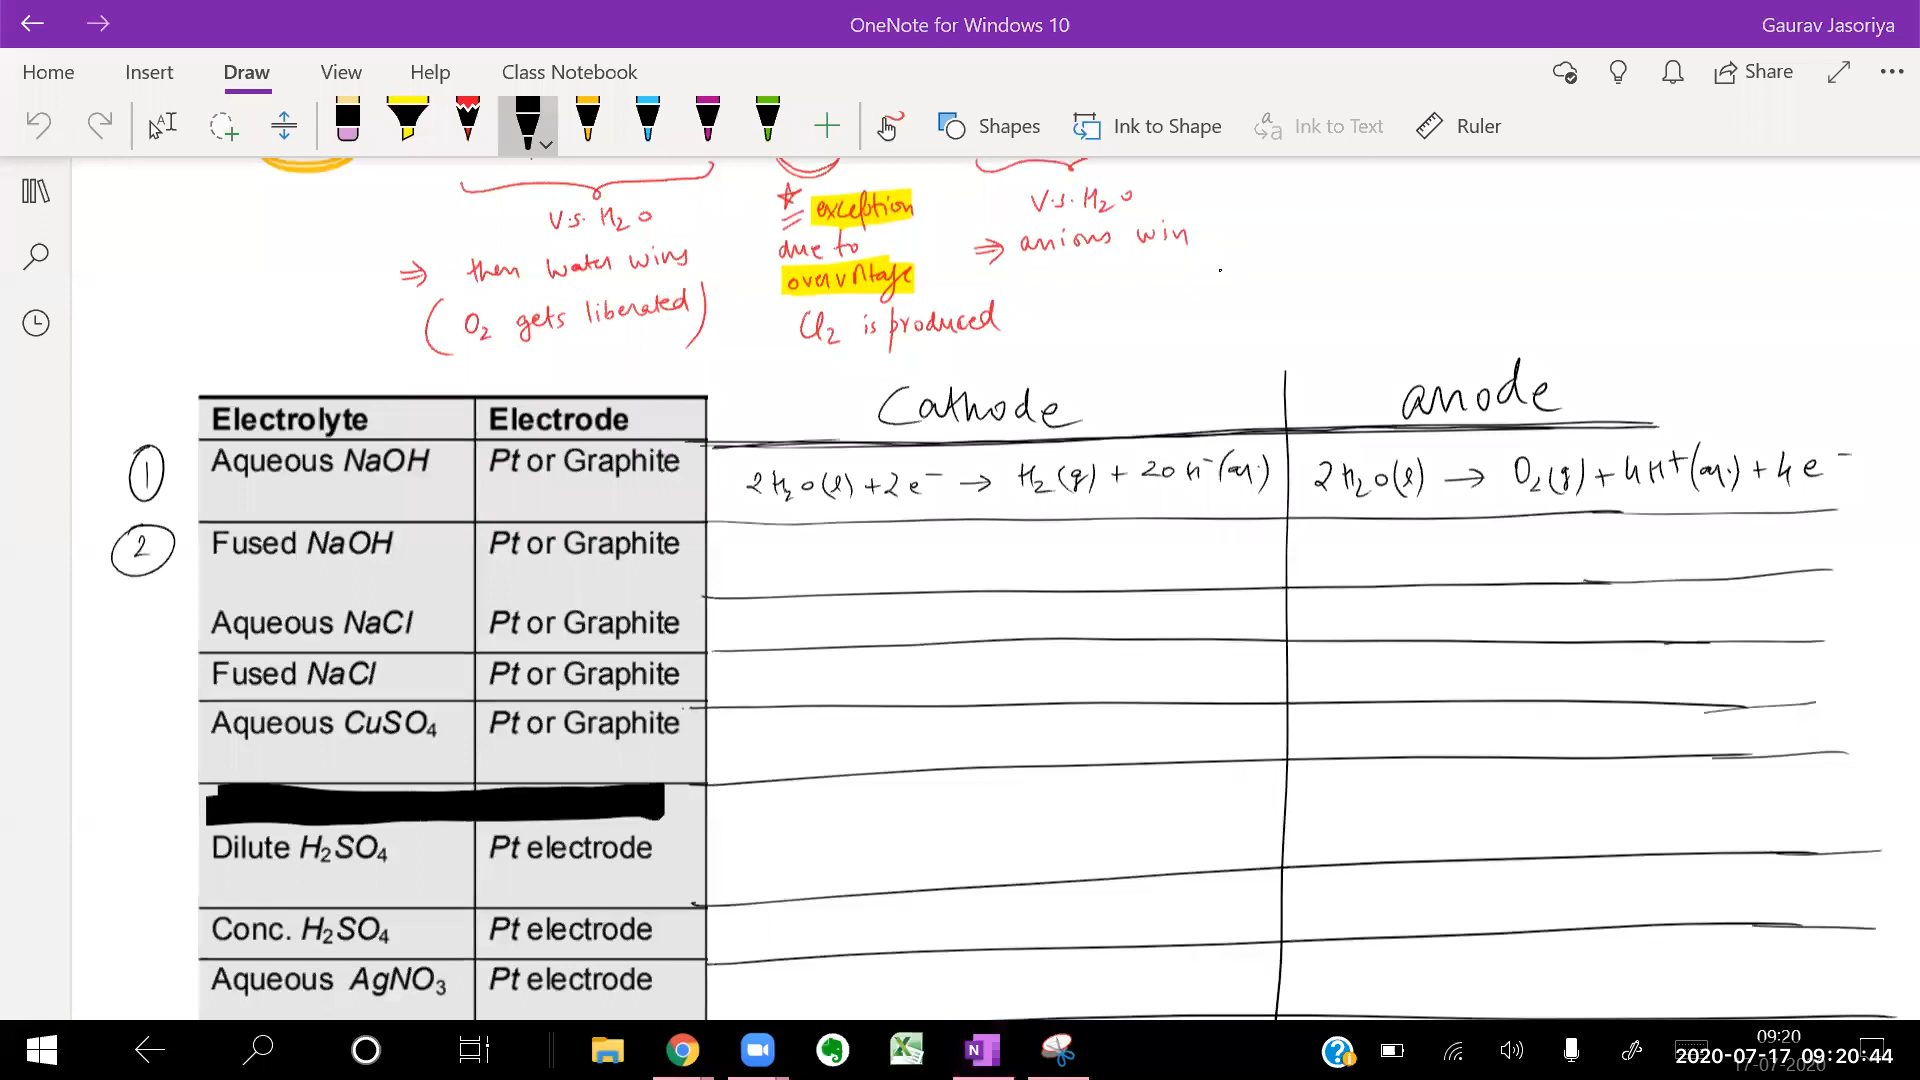 OneNote for Windows 10
Gaurav Jasoriya
Home Insert Draw View Help Class Notebook
Share
Shapes Ink to Shape Ink to Text Ruler
V.s. H2O
⇒ then water wins
(O2 gets liberated)
★ exception
due to
overvoltage
Cl2 is produced
V.s. H2O
⇒ anions win
Electrolyte Electrode Cathode anode
① Aqueous NaOH Pt or Graphite 2H2O(l) + 2e⁻ → H2(g) + 2OH⁻(aq.) 2H2O(l) → O2(g) + 4H⁺(aq.) + 4e⁻
② Fused NaOH Pt or Graphite
Aqueous NaCl Pt or Graphite
Fused NaCl Pt or Graphite
Aqueous CuSO4 Pt or Graphite
Dilute H2SO4 Pt electrode
Conc. H2SO4 Pt electrode
Aqueous AgNO3 Pt electrode
09:20
2020-07-17 09:20:44
17-07-2020